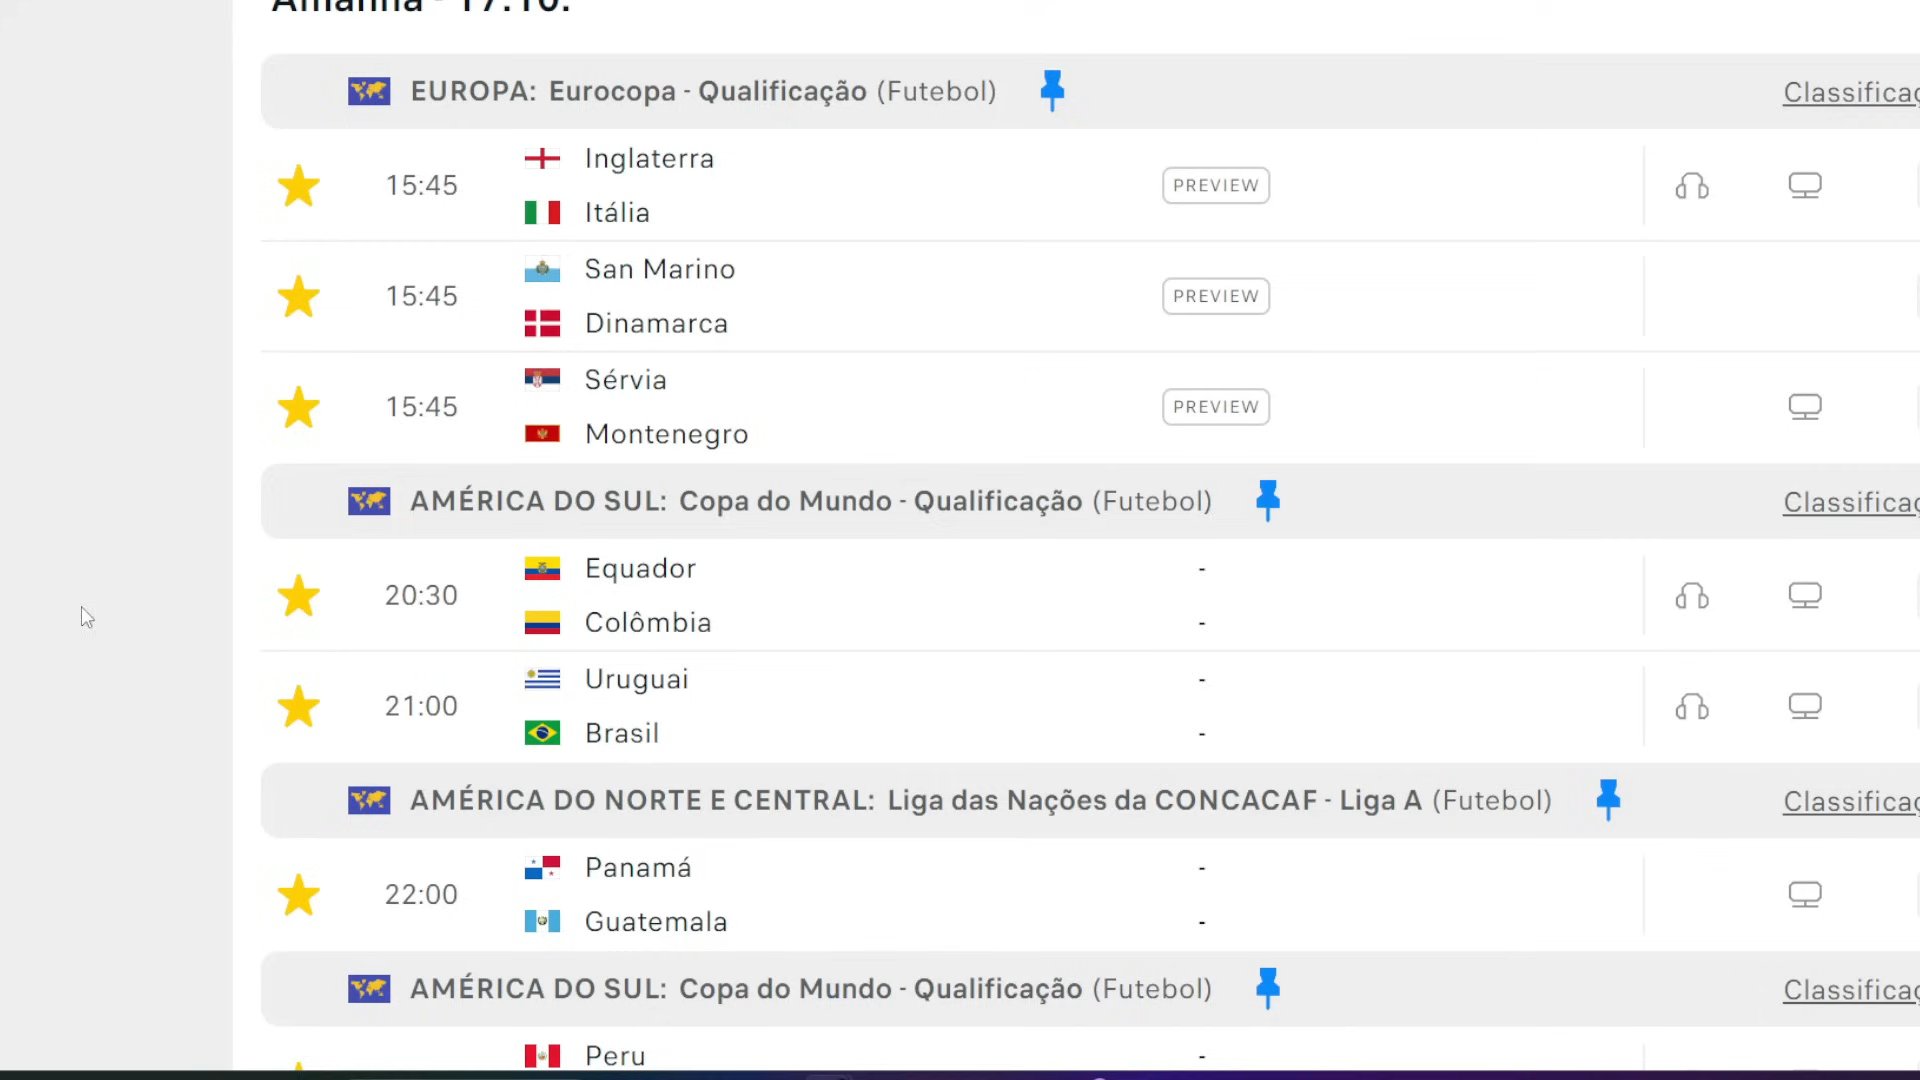 Amanhã - 17.10.
EUROPA: Eurocopa - Qualificação (Futebol)
Classificaç
15:45
Inglaterra
Itália
PREVIEW
15:45
San Marino
Dinamarca
PREVIEW
15:45
Sérvia
Montenegro
PREVIEW
AMÉRICA DO SUL: Copa do Mundo - Qualificação (Futebol)
Classificaç
20:30
Equador
-
Colômbia
-
21:00
Uruguai
-
Brasil
-
AMÉRICA DO NORTE E CENTRAL: Liga das Nações da CONCACAF - Liga A (Futebol)
Classificaç
22:00
Panamá
-
Guatemala
-
AMÉRICA DO SUL: Copa do Mundo - Qualificação (Futebol)
Classificaç
Peru
-